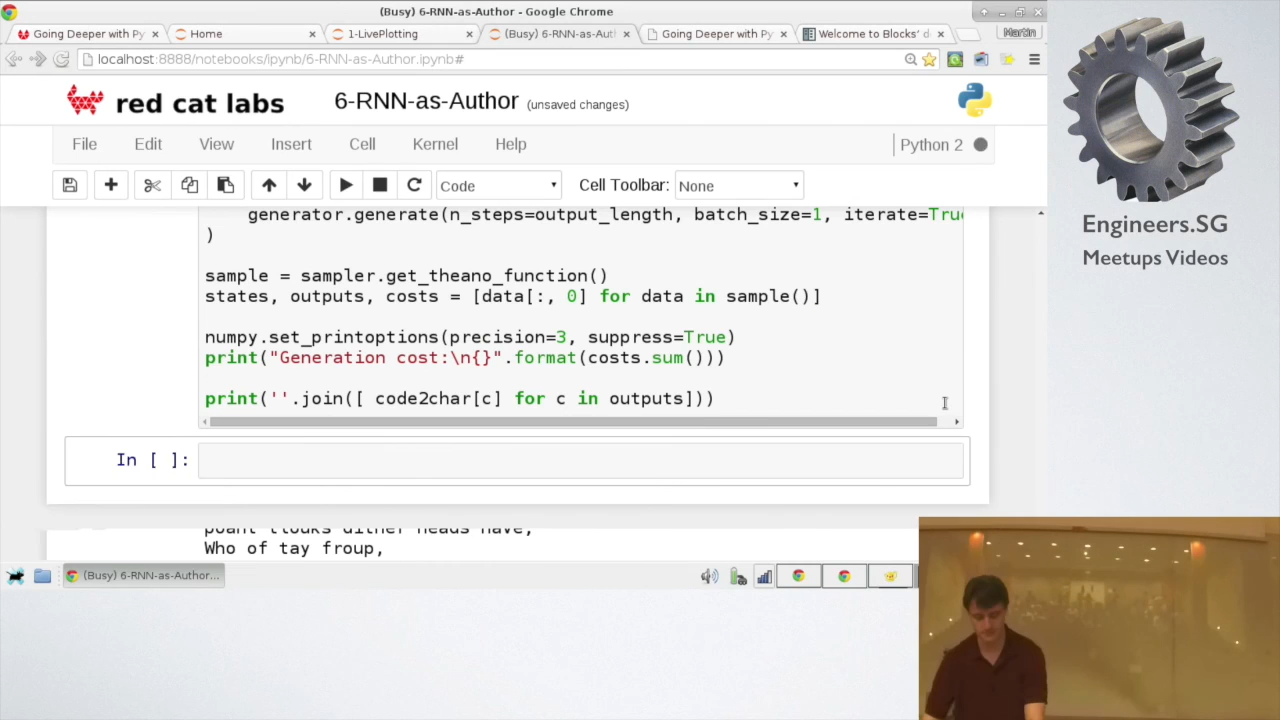 (Busy) 6-RNN-as-Author - Google Chrome
Going Deeper with Py
Home
1-LivePlotting
(Busy) 6-RNN-as-Aut
Going Deeper with Py
Welcome to Blocks' d
Martin
localhost:8888/notebooks/ipynb/6-RNN-as-Author.ipynb#
red cat labs
6-RNN-as-Author (unsaved changes)
File Edit View Insert Cell Kernel Help
Python 2
Code
Cell Toolbar:
None
generator.generate(n_steps=output_length, batch_size=1, iterate=True
)
sample = sampler.get_theano_function()
states, outputs, costs = [data[:, 0] for data in sample()]
numpy.set_printoptions(precision=3, suppress=True)
print("Generation cost:\n{}".format(costs.sum()))
print(''.join([ code2char[c] for c in outputs]))
In [ ]:
Who of tay froup,
(Busy) 6-RNN-as-Author...
Engineers.SG
Meetups Videos